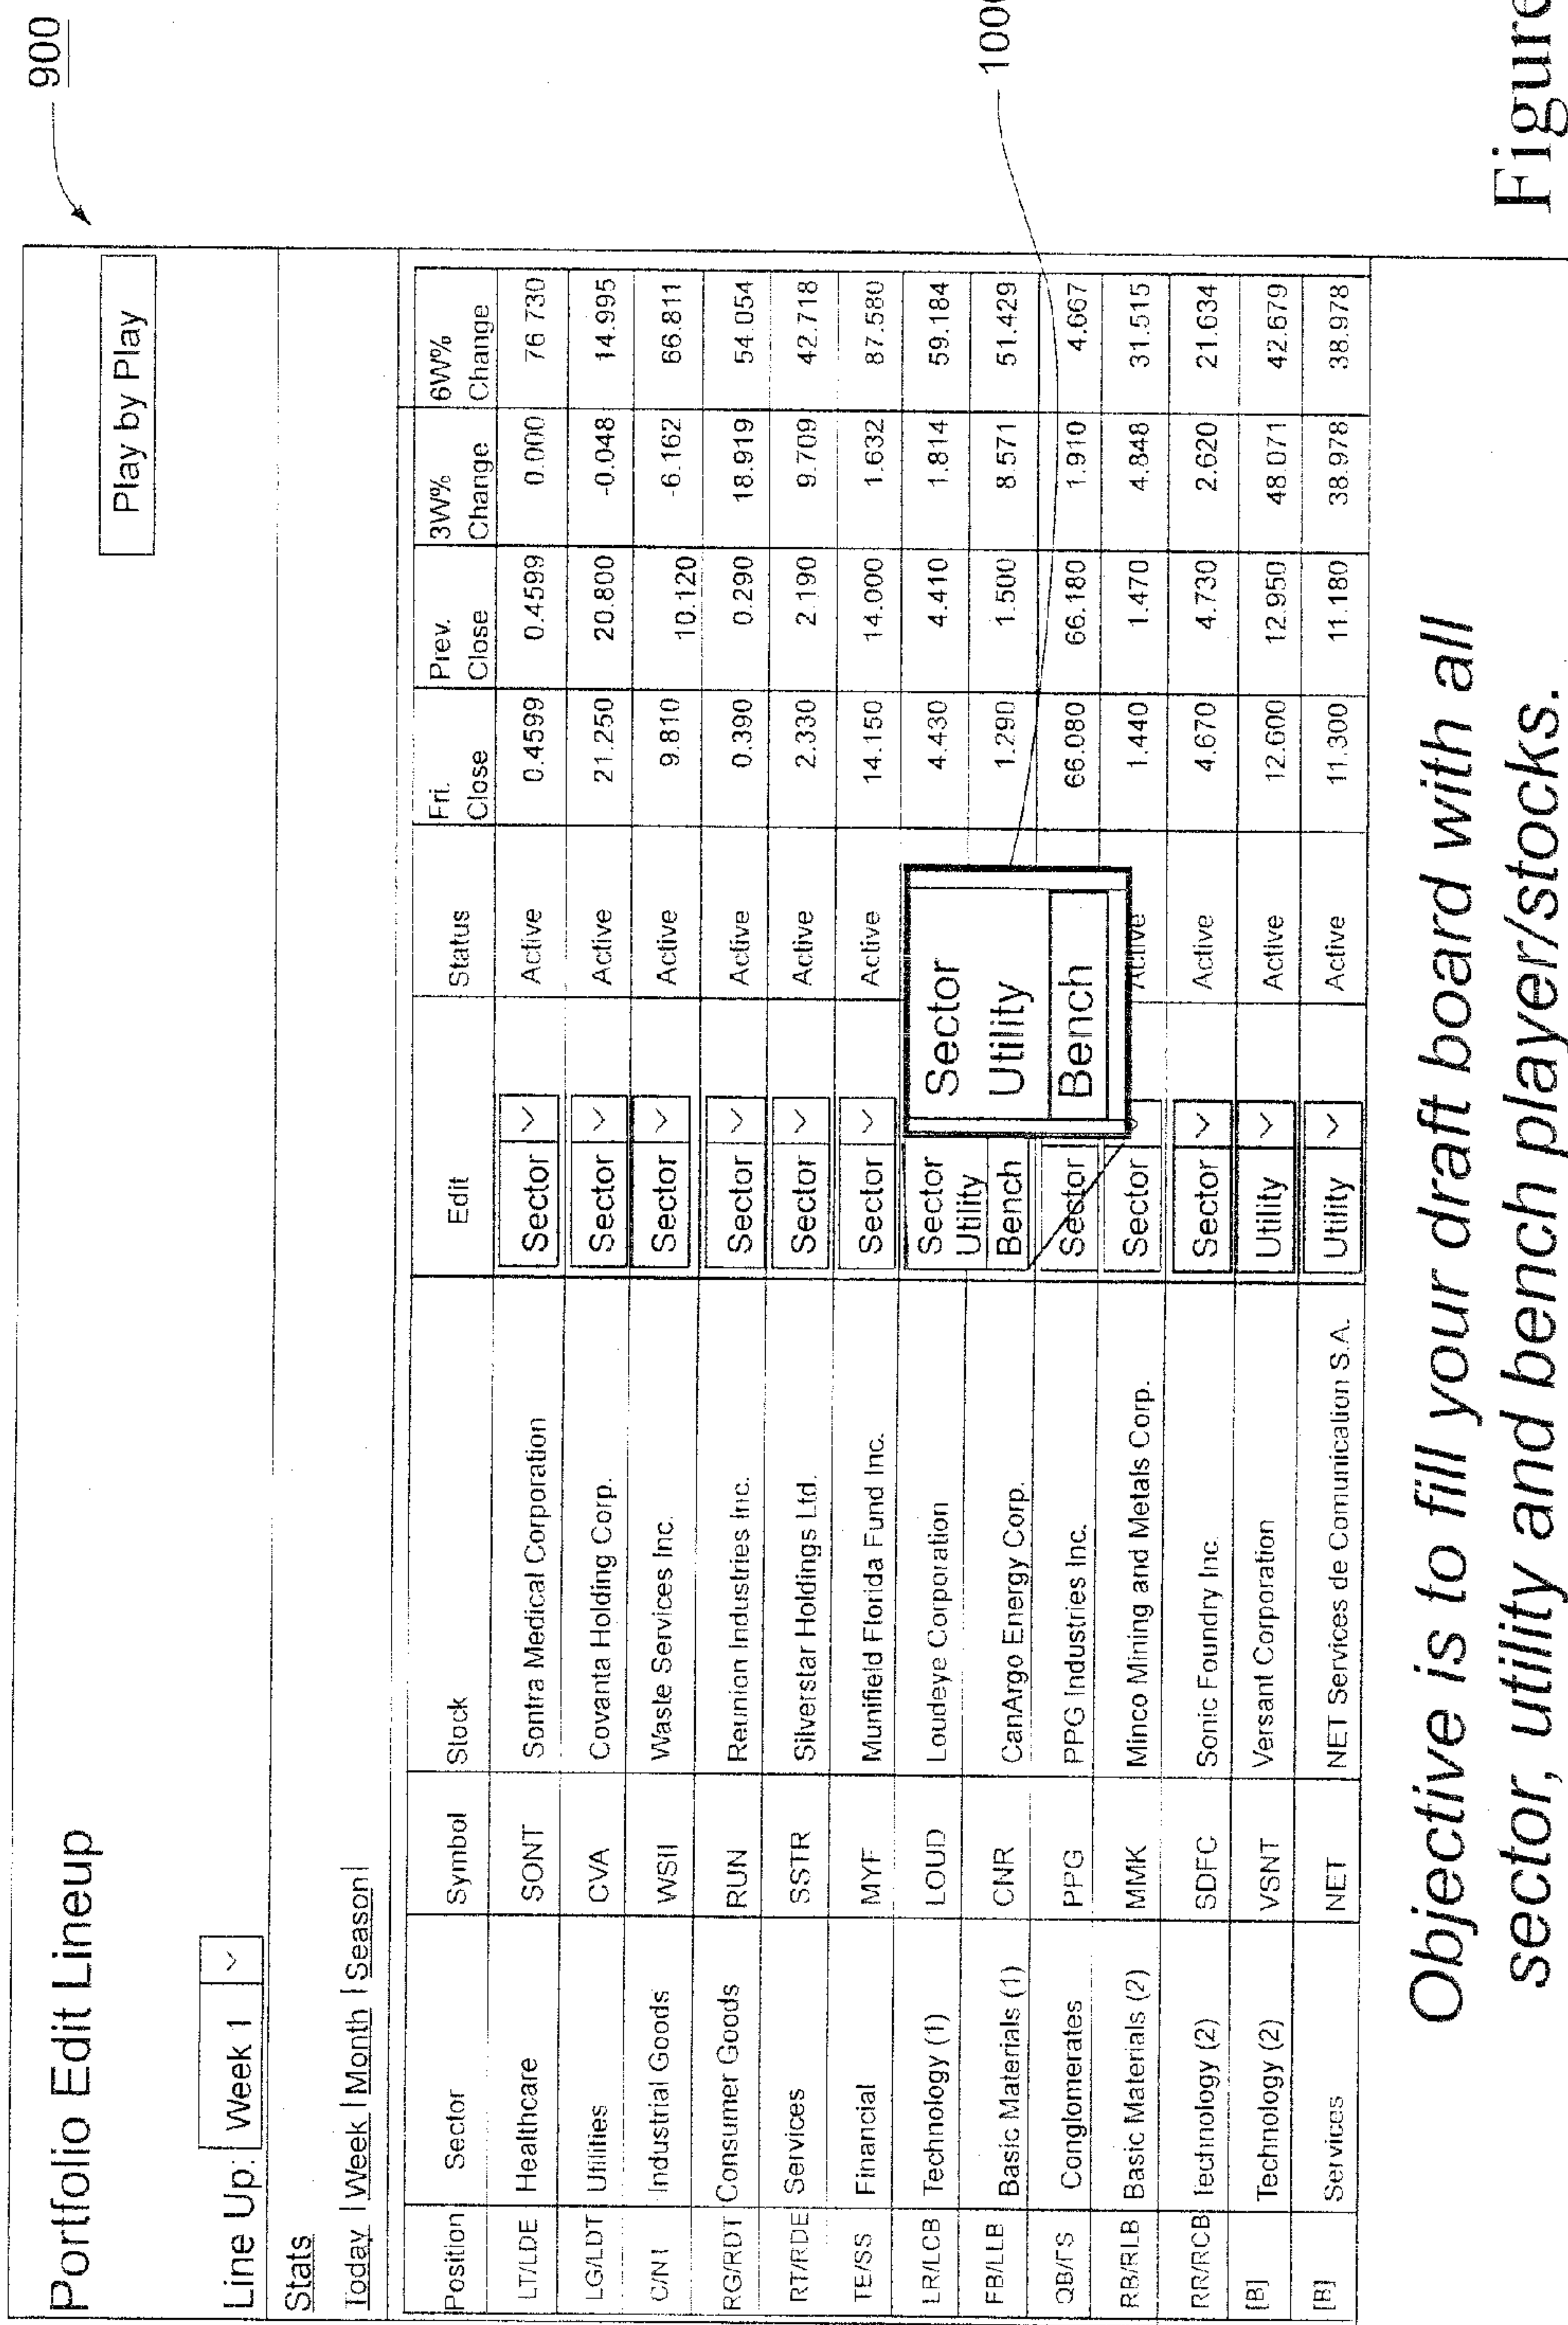 900
Portfolio Edit Lineup
Play by Play
Line Up: Week 1
Stats
Today | Week | Month | Season |
Position Sector Symbol Stock Edit Status Fri. Close Prev. Close 3W% Change 6W% Change
LT/LDE Healthcare SONT Sontra Medical Corporation Sector Active 0.4599 0.4599 0.000 76 730
LG/LDT Utilities CVA Covanta Holding Corp. Sector Active 21.250 20.800 -0.048 14.995
C/NT Industrial Goods WSII Waste Services Inc. Sector Active 9.810 10.120 -6.162 66.811
RG/RDT Consumer Goods RUN Reunion Industries Inc. Sector Active 0.390 0.290 18.919 54.054
RT/RDE Services SSTR Silverstar Holdings Ltd. Sector Active 2.330 2.190 9.709 42.718
TE/SS Financial MYF Munifield Florida Fund Inc. Sector Active 14.150 14.000 1.632 87.580
LR/LCB Technology (1) LOUD Loudeye Corporation Sector Utility Sector Utility 4.430 4.410 1.814 59.184
FB/LLB Basic Materials (1) CNR CanArgo Energy Corp. Bench Bench 1.290 1.500 8.571 51.429
QB/FS Conglomerates PPG PPG Industries Inc. Sector 66.080 66.180 1.910 4.667
RB/RLB Basic Materials (2) MMK Minco Mining and Metals Corp. Sector Active 1.440 1.470 4.848 31.515
RR/RCB Technology (2) SDFC Sonic Foundry Inc. Sector Active 4.670 4.730 2.620 21.634
[B] Technology (2) VSNT Versant Corporation Utility Active 12.600 12.950 48.071 42.679
[B] Services NET NET Services de Comunication S.A. Utility Active 11.300 11.180 38.978 38.978
Objective is to fill your draft board with all
sector, utility and bench player/stocks.
Figure